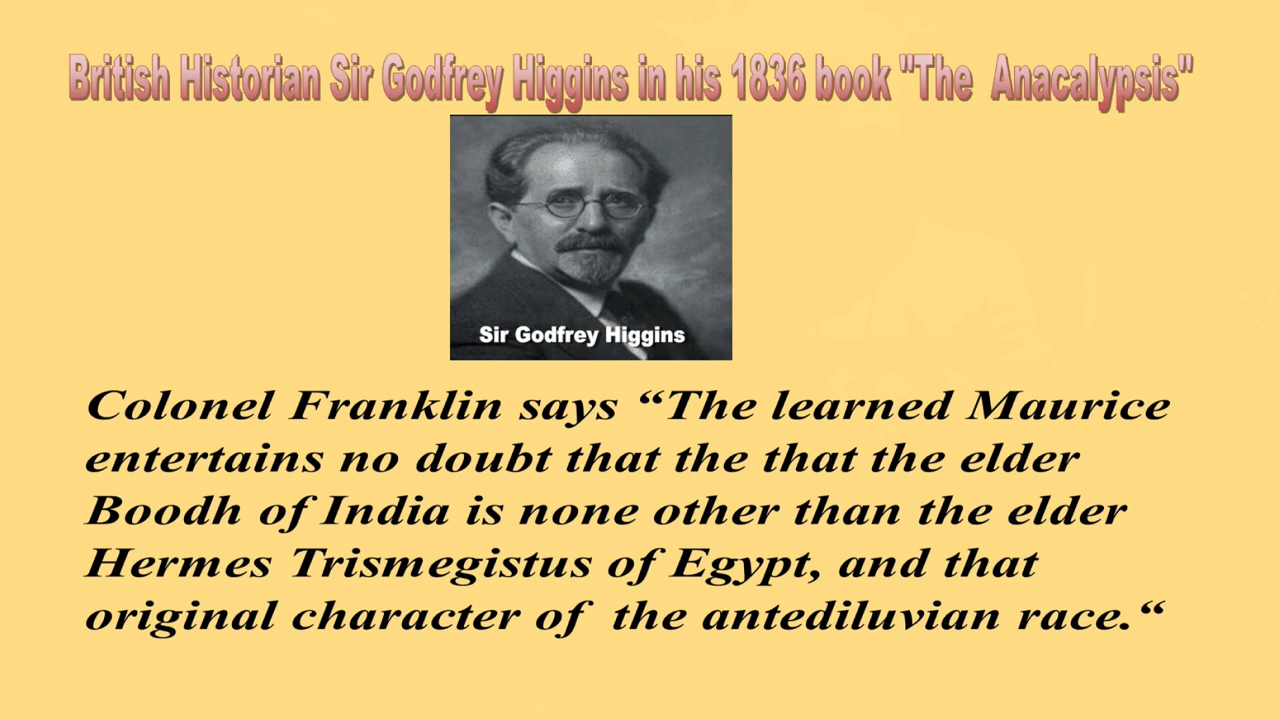 British Historian Sir Godfrey Higgins in his 1836 book "The Anacalypsis"
Sir Godfrey Higgins
Colonel Franklin says “The learned Maurice
entertains no doubt that the that the elder
Boodh of India is none other than the elder
Hermes Trismegistus of Egypt, and that
original character of the antediluvian race.“